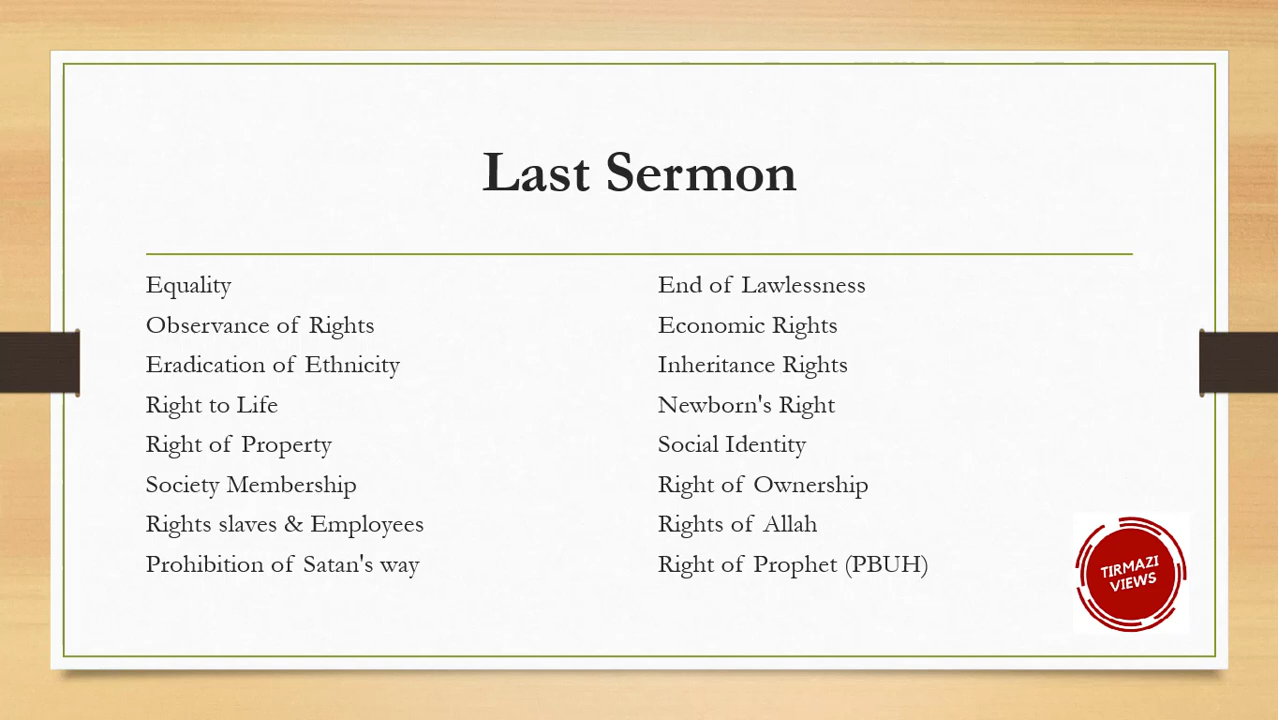 Last Sermon
Equality
Observance of Rights
Eradication of Ethnicity
Right to Life
Right of Property
Society Membership
Rights slaves & Employees
Prohibition of Satan's way
End of Lawlessness
Economic Rights
Inheritance Rights
Newborn's Right
Social Identity
Right of Ownership
Rights of Allah
Right of Prophet (PBUH)
TIRMAZI
VIEWS